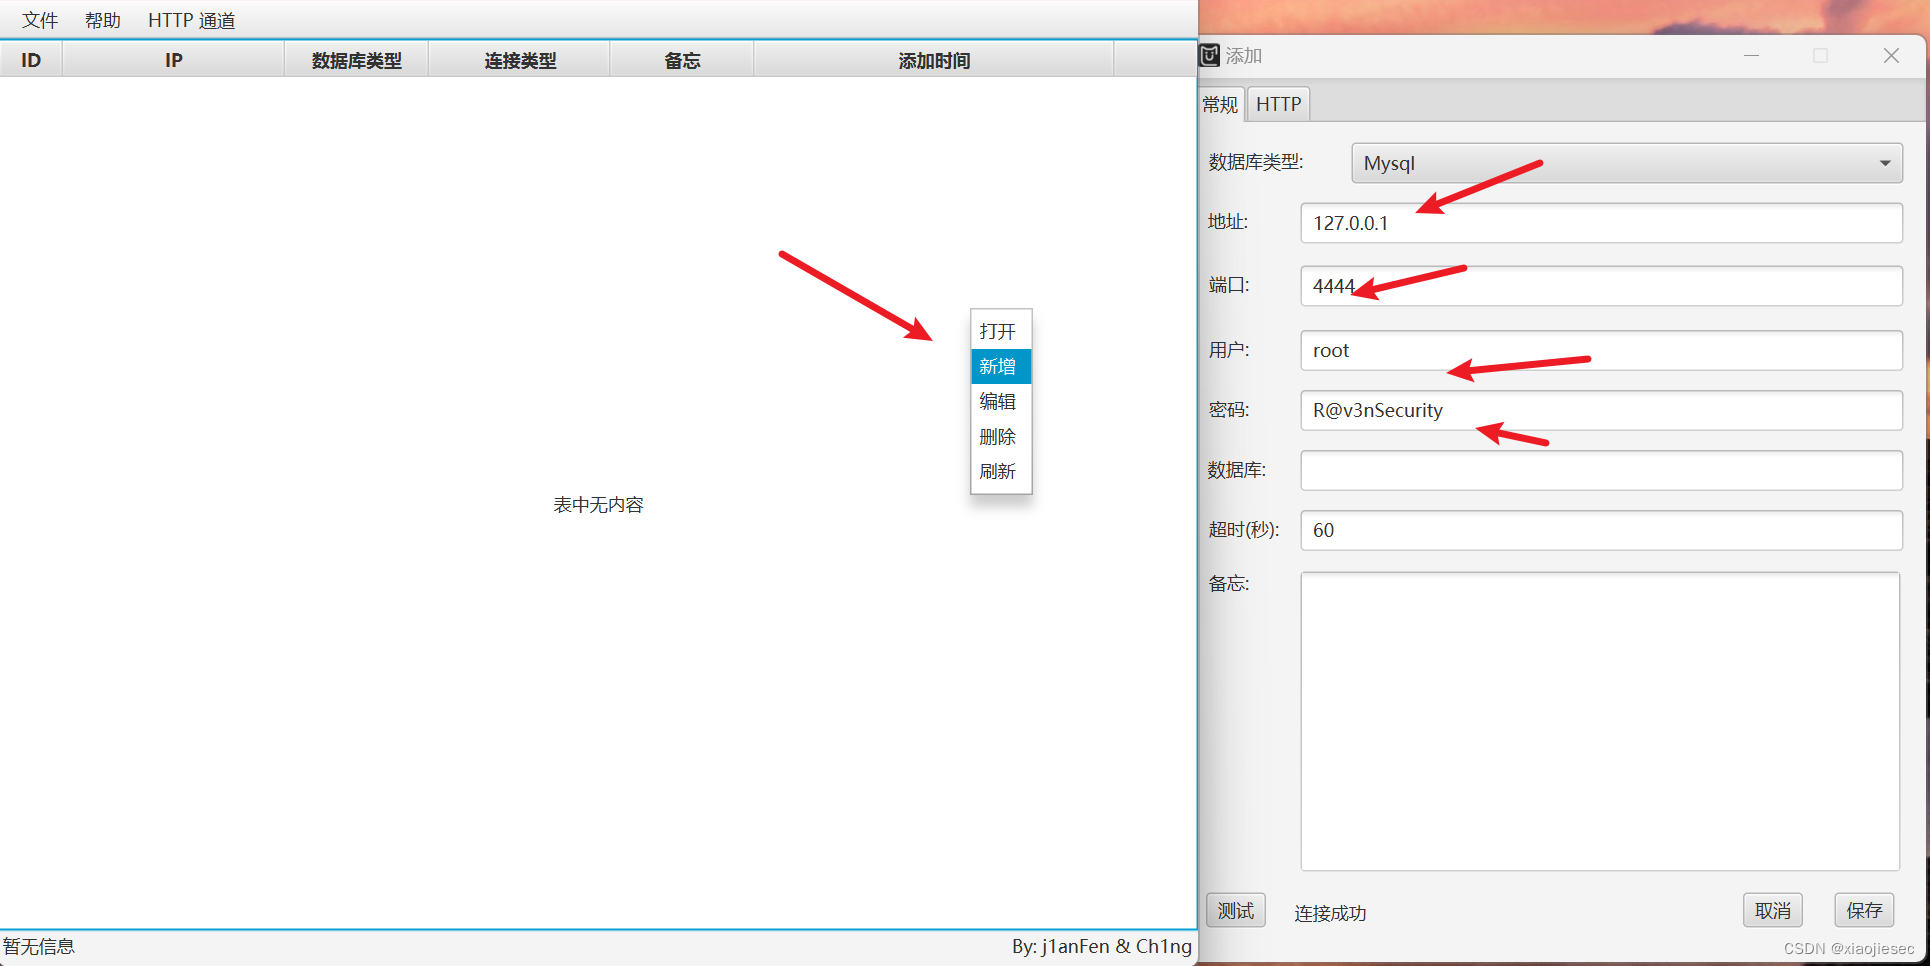 文件 帮助 HTTP 通道
ID IP 数据库类型 连接类型 备忘 添加时间
打开
新增
编辑
删除
刷新
表中无内容
暂无信息 By: j1anFen & Ch1ng
添加
常规 HTTP
数据库类型: Mysql
地址: 127.0.0.1
端口: 4444
用户: root
密码: R@v3nSecurity
数据库:
超时(秒): 60
备忘:
测试 连接成功 取消 保存
CSDN @xiaojiesec